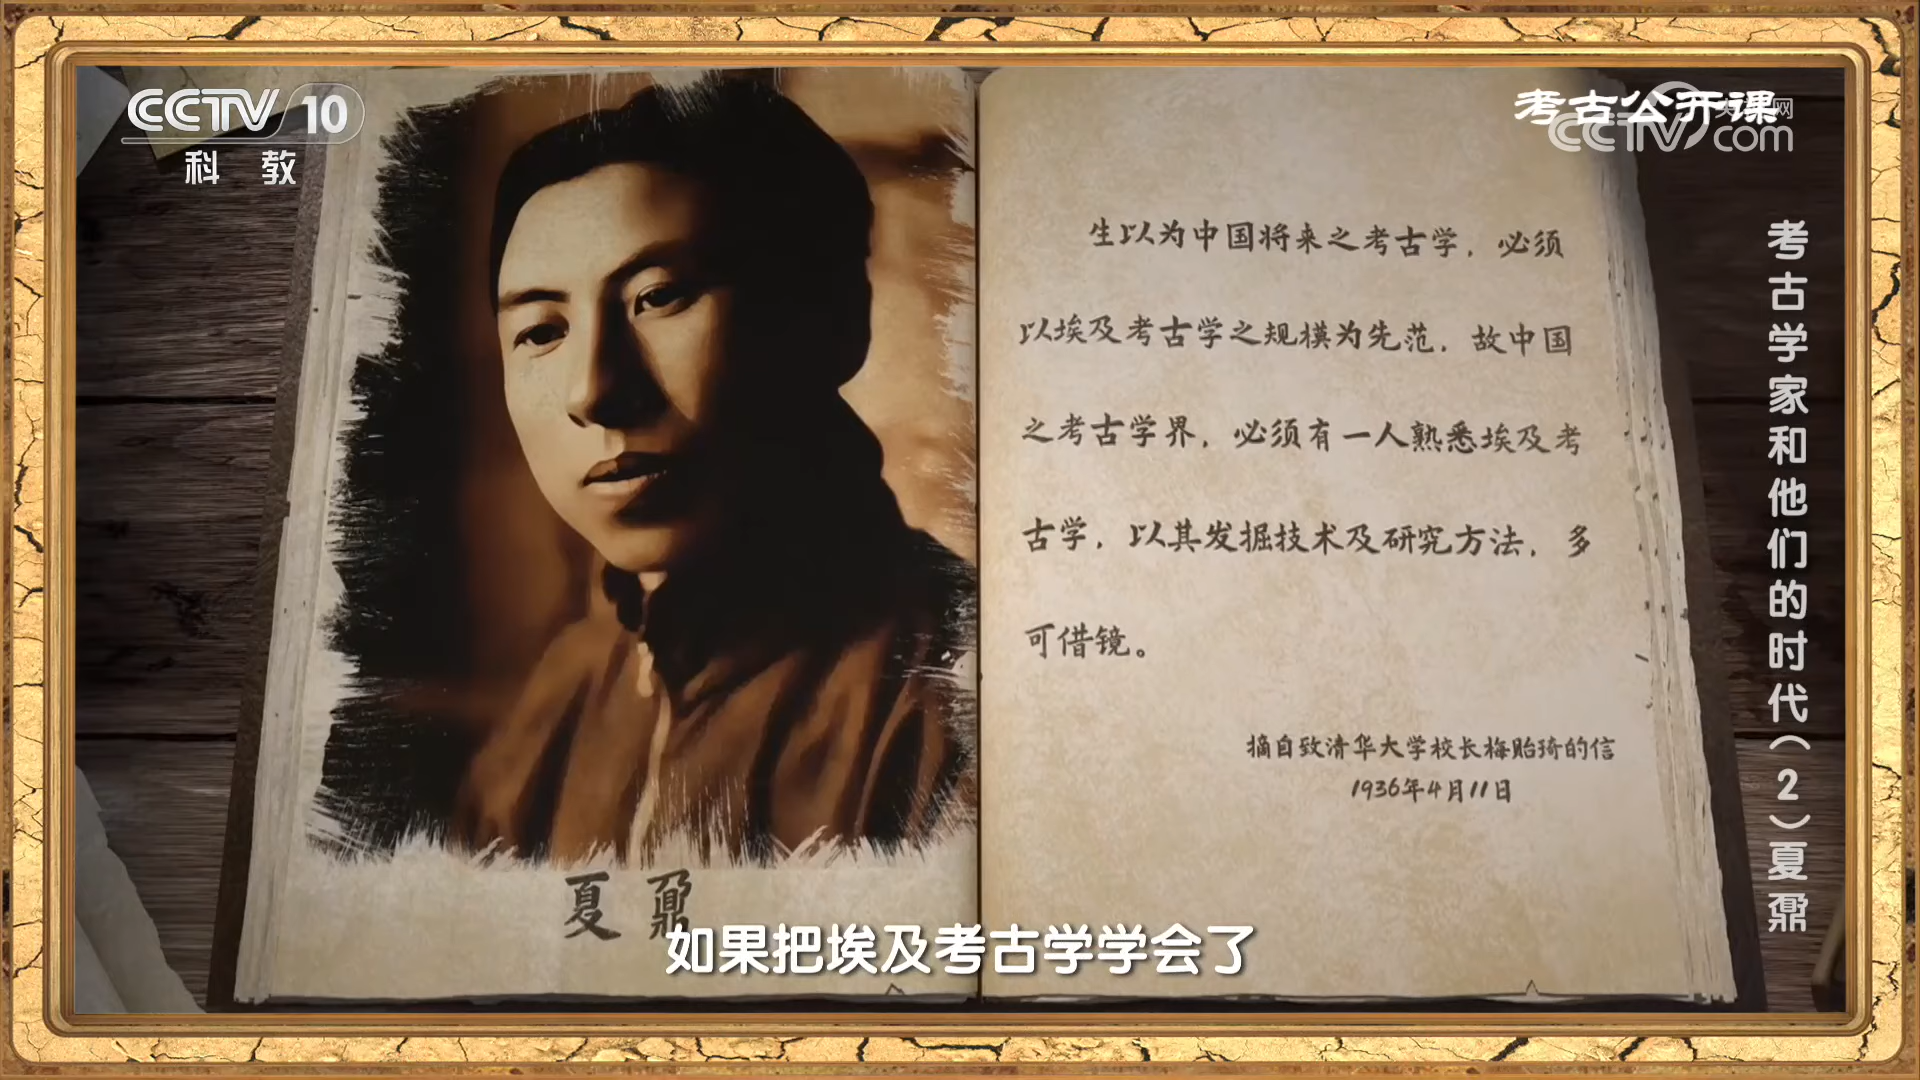 CCTV 10
科 教
考古公开课
CCTV.com
生以为中国将来之考古学，必须
以埃及考古学之规模为先范，故中国
之考古学界，必须有一人熟悉埃及考
古学，以其发掘技术及研究方法，多
可借镜。
摘自致清华大学校长梅贻琦的信
1936年4月11日
夏鼐
如果把埃及考古学学会了
考古学家和他们的时代（2）夏鼐